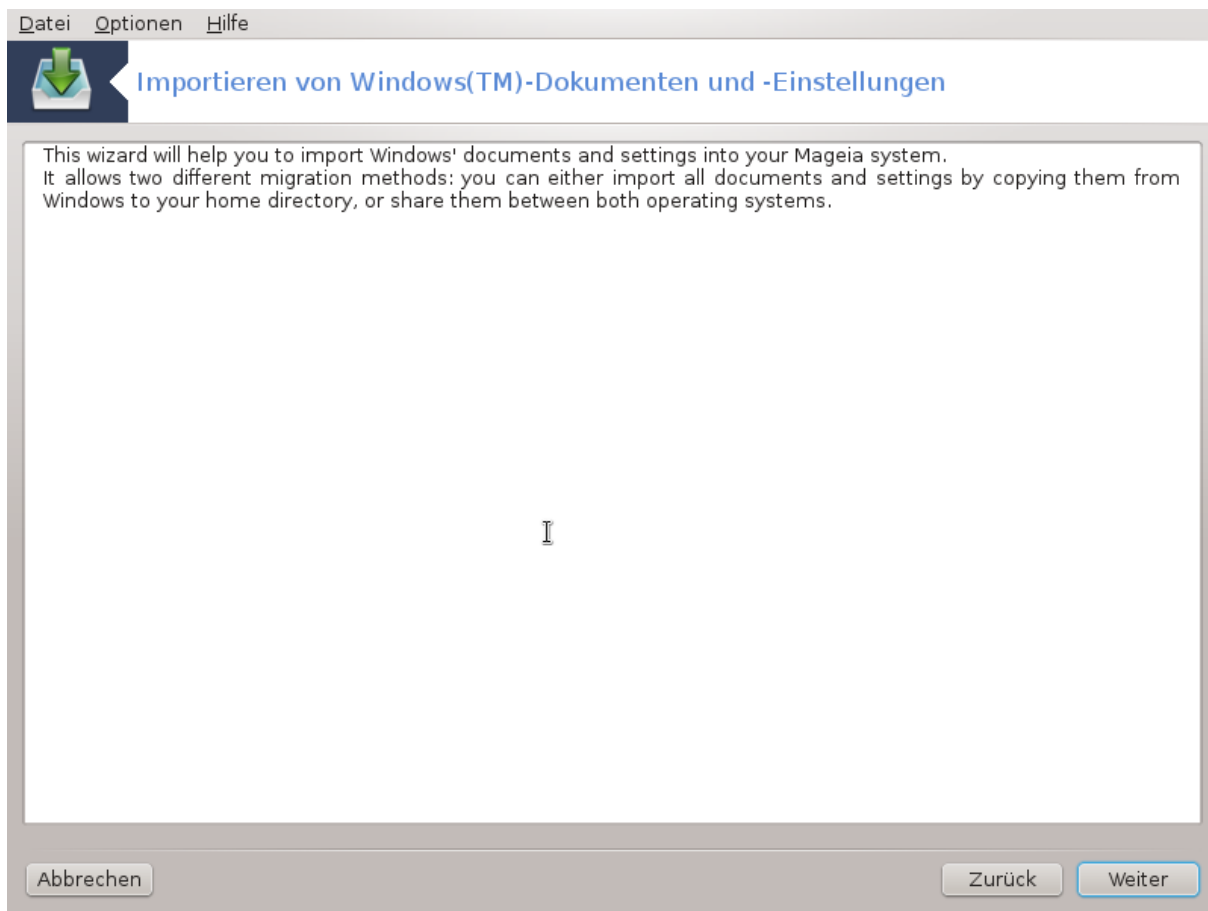 Datei Optionen Hilfe
Importieren von Windows(TM)-Dokumenten und -Einstellungen
This wizard will help you to import Windows' documents and settings into your Mageia system.
It allows two different migration methods: you can either import all documents and settings by copying them from
Windows to your home directory, or share them between both operating systems.
Abbrechen Zurück Weiter